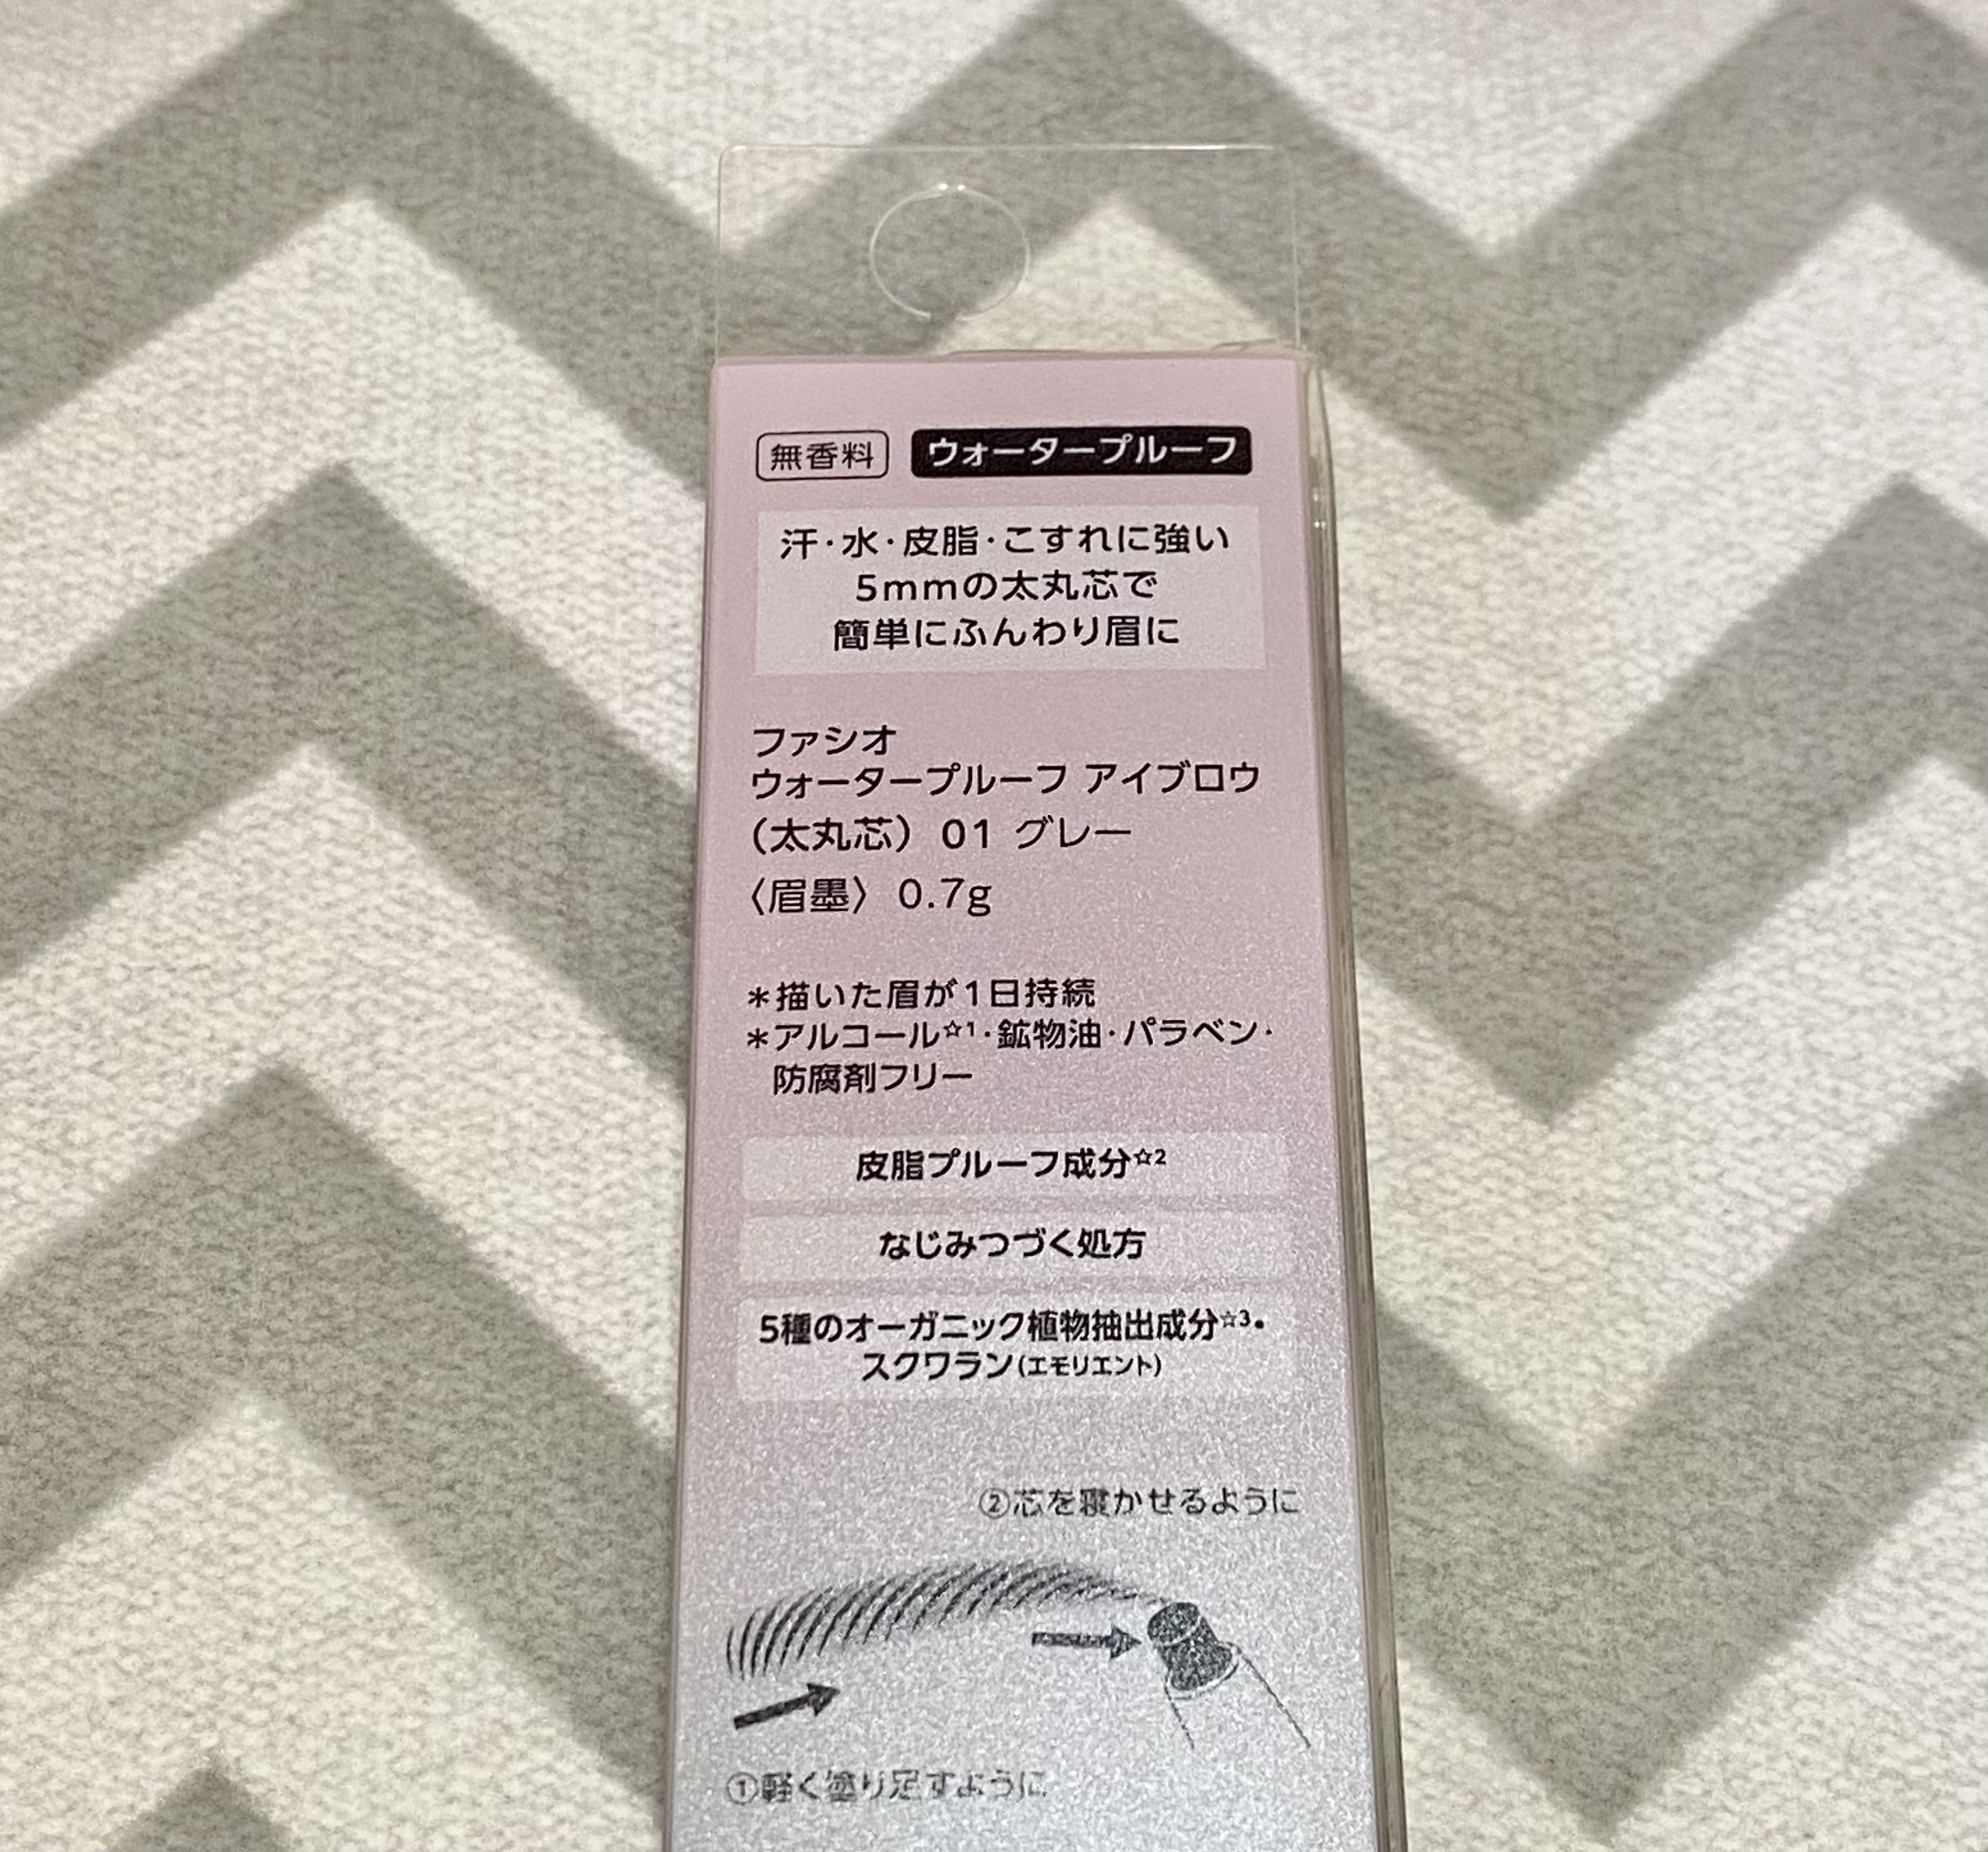 無香料 ウォータープルーフ
汗・水・皮脂・こすれに強い
5mmの太丸芯で
簡単にふんわり眉に
ファシオ
ウォータープルーフ アイブロウ
（太丸芯） 01 グレー
〈眉墨〉 0.7g
＊描いた眉が1日持続
＊アルコール☆1・鉱物油・パラベン・
防腐剤フリー
皮脂プルーフ成分☆2
なじみつづく処方
5種のオーガニック植物抽出成分☆3・
スクワラン(エモリエント)
②芯を寝かせるように
①軽く塗り足すように